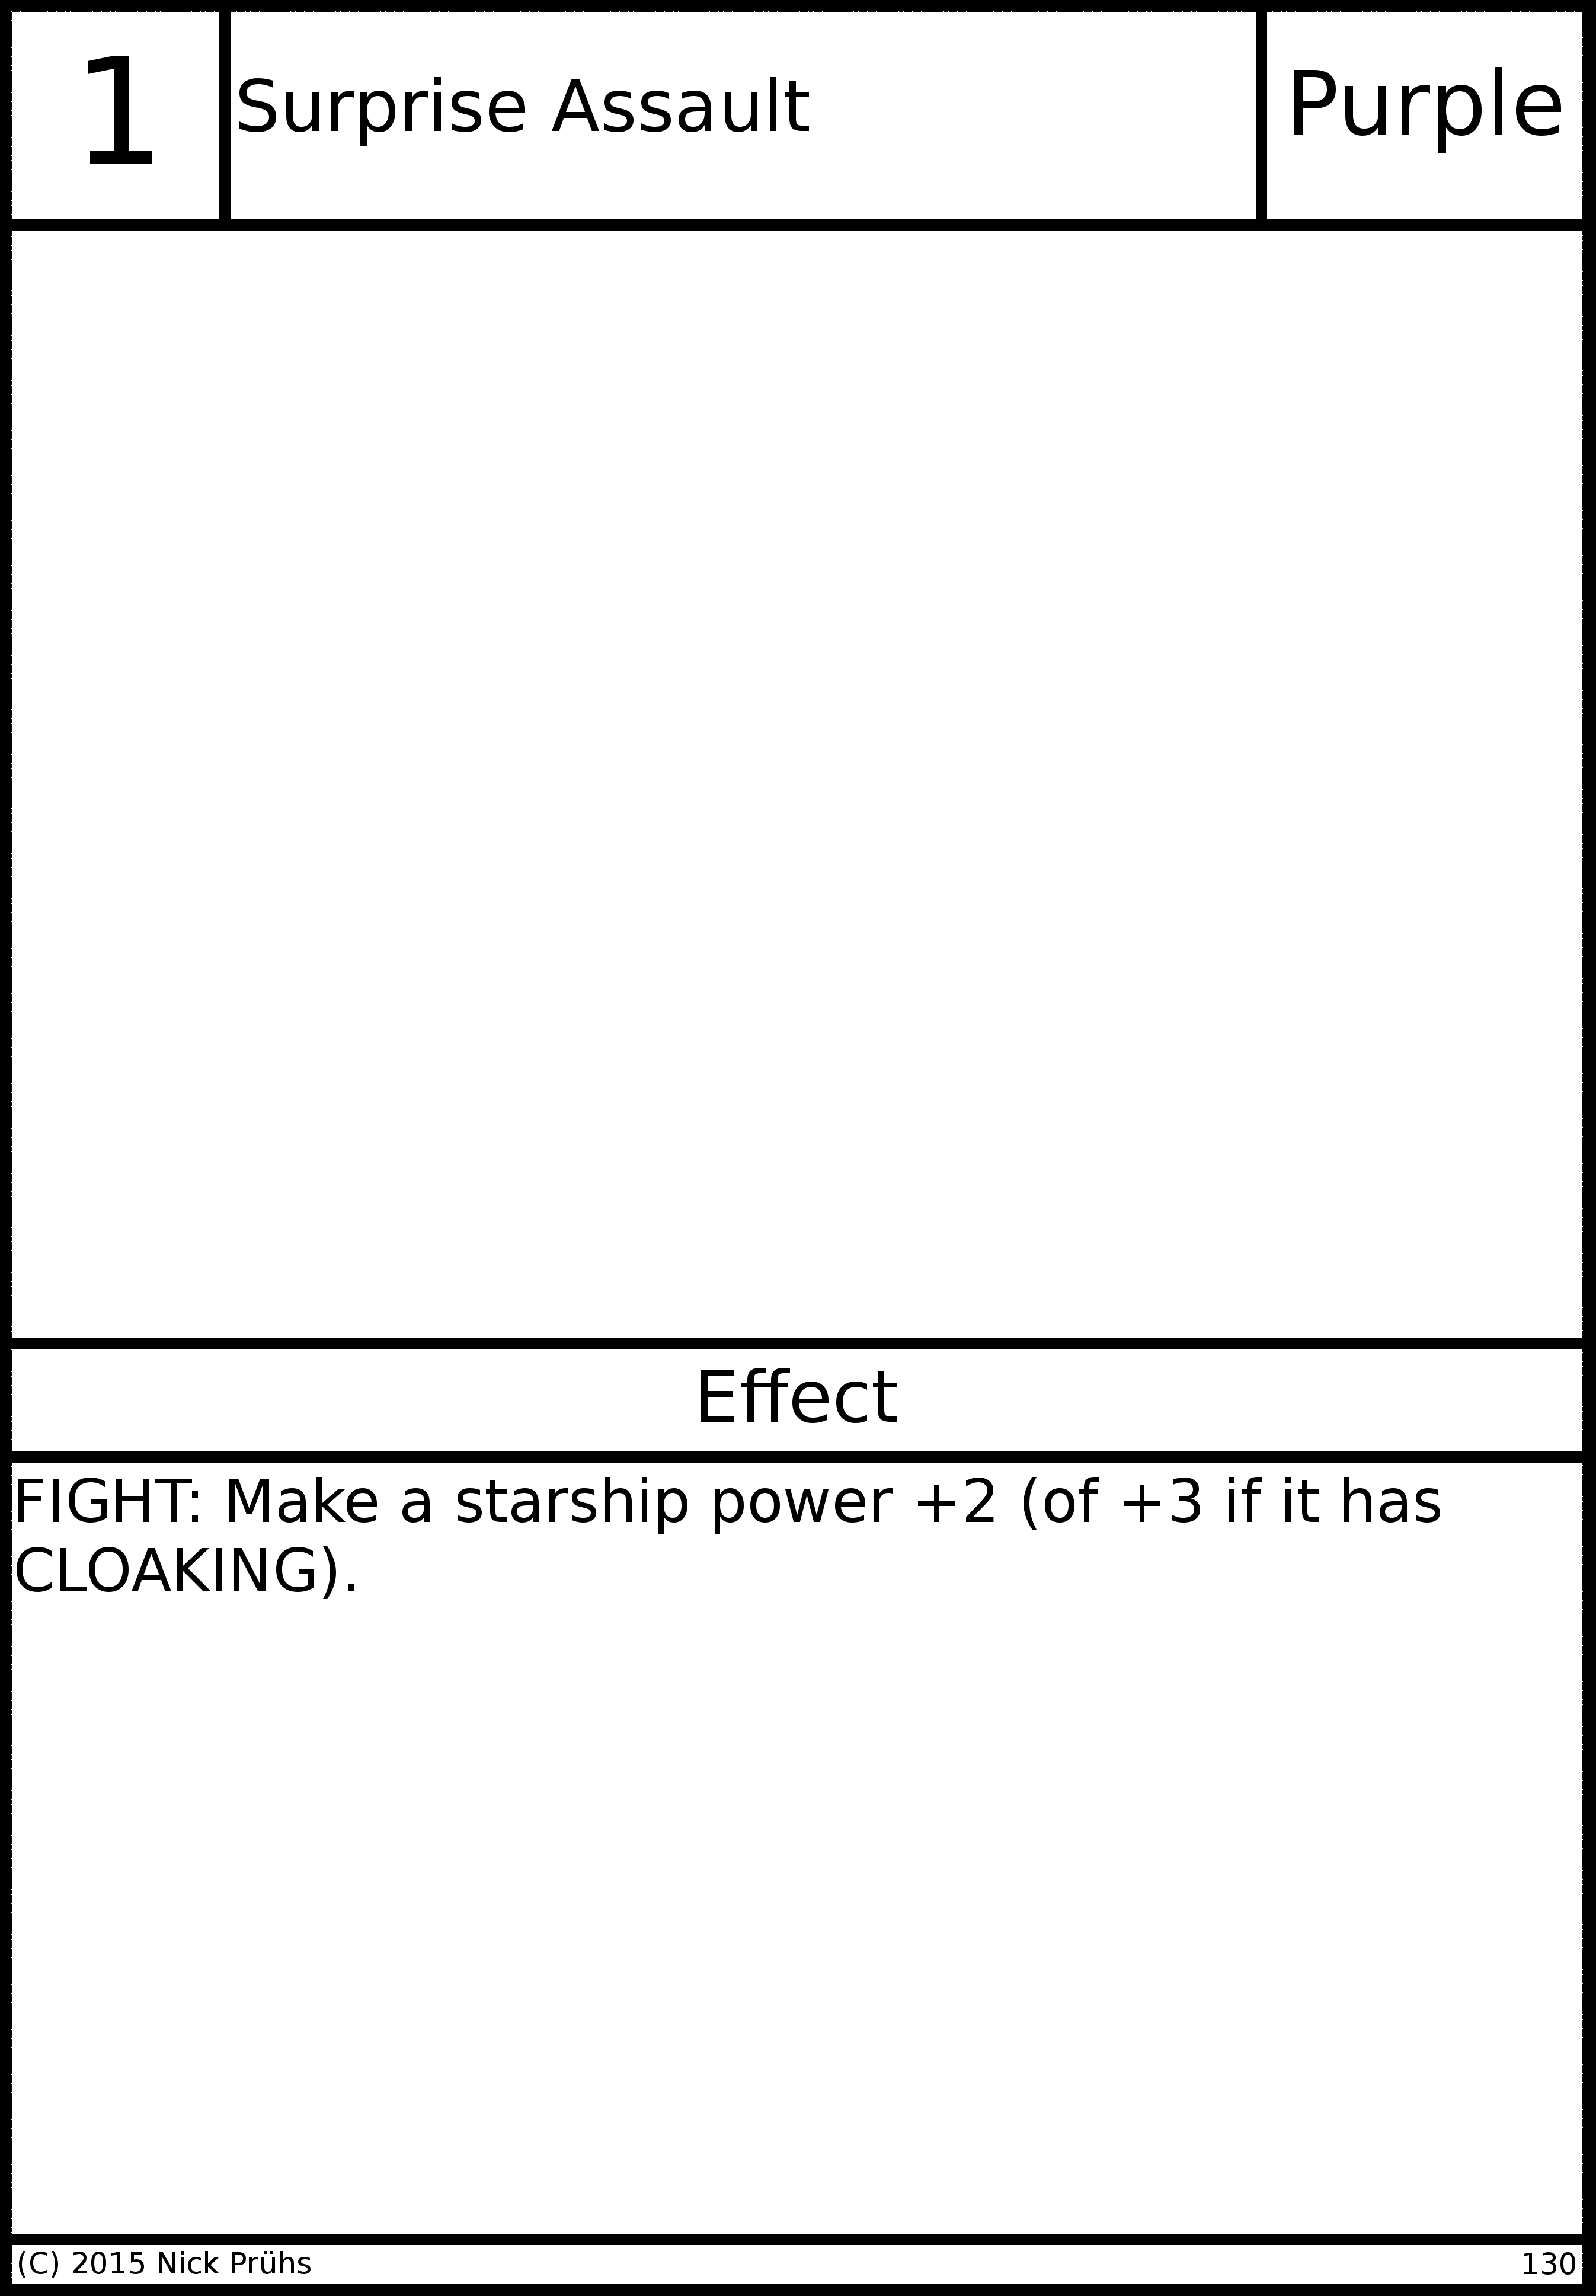 1
Surprise Assault
Purple
Effect
FIGHT: Make a starship power +2 (of +3 if it has
CLOAKING).
(C) 2015 Nick Prühs
130